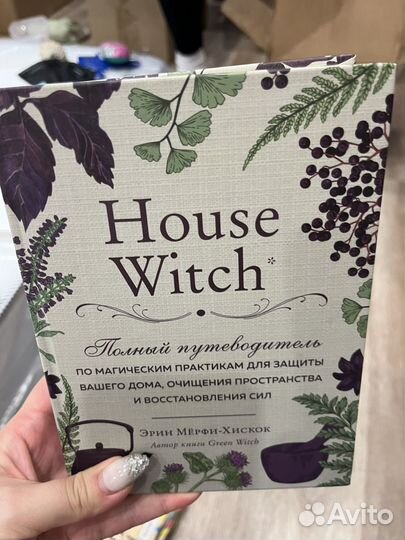 House
Witch*
Полный путеводитель
ПО МАГИЧЕСКИМ ПРАКТИКАМ ДЛЯ ЗАЩИТЫ
ВАШЕГО ДОМА, ОЧИЩЕНИЯ ПРОСТРАНСТВА
И ВОССТАНОВЛЕНИЯ СИЛ
ЭРИН МЁРФИ-ХИСКОК
Автор книги Green Witch
Avito